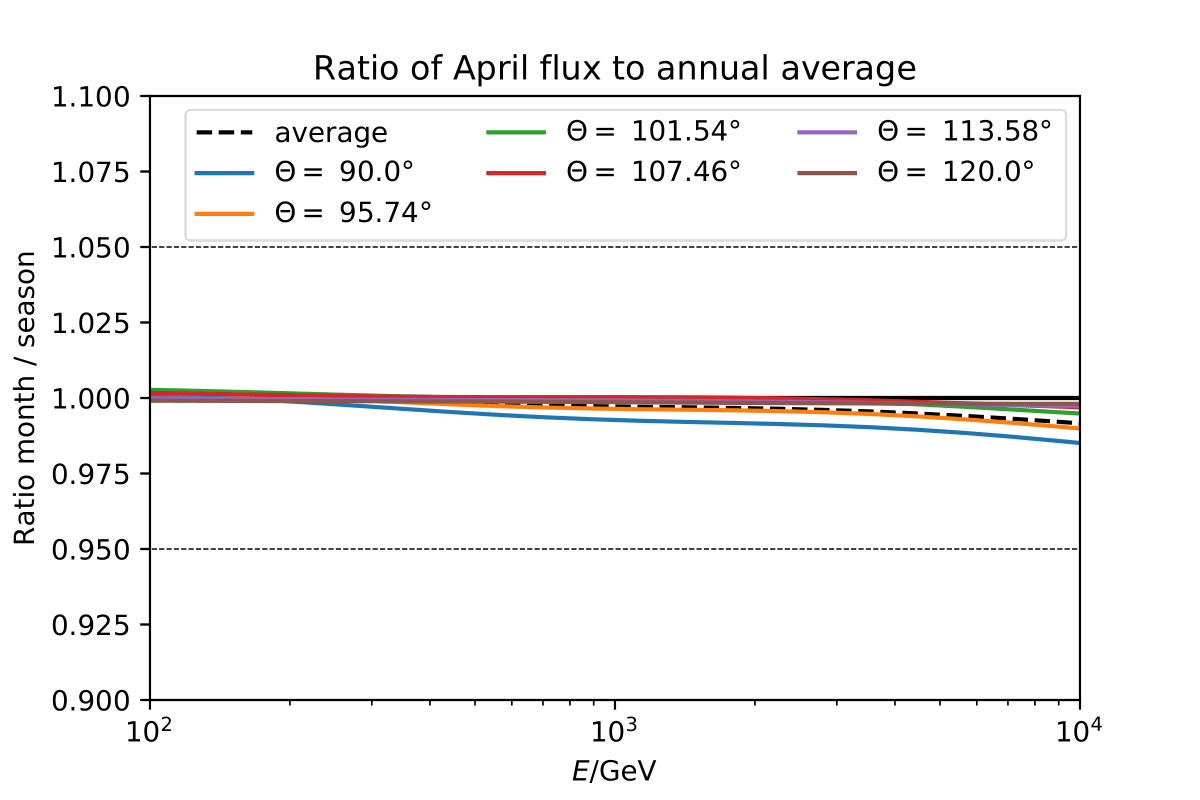 Ratio of April flux to annual average
1.100
1.075
1.050
1.025
1.000
0.975
0.950
0.925
0.900
Ratio month / season
average
Θ = 90.0°
Θ = 95.74°
Θ = 101.54°
Θ = 107.46°
Θ = 113.58°
Θ = 120.0°
10²
10³
10⁴
E/GeV